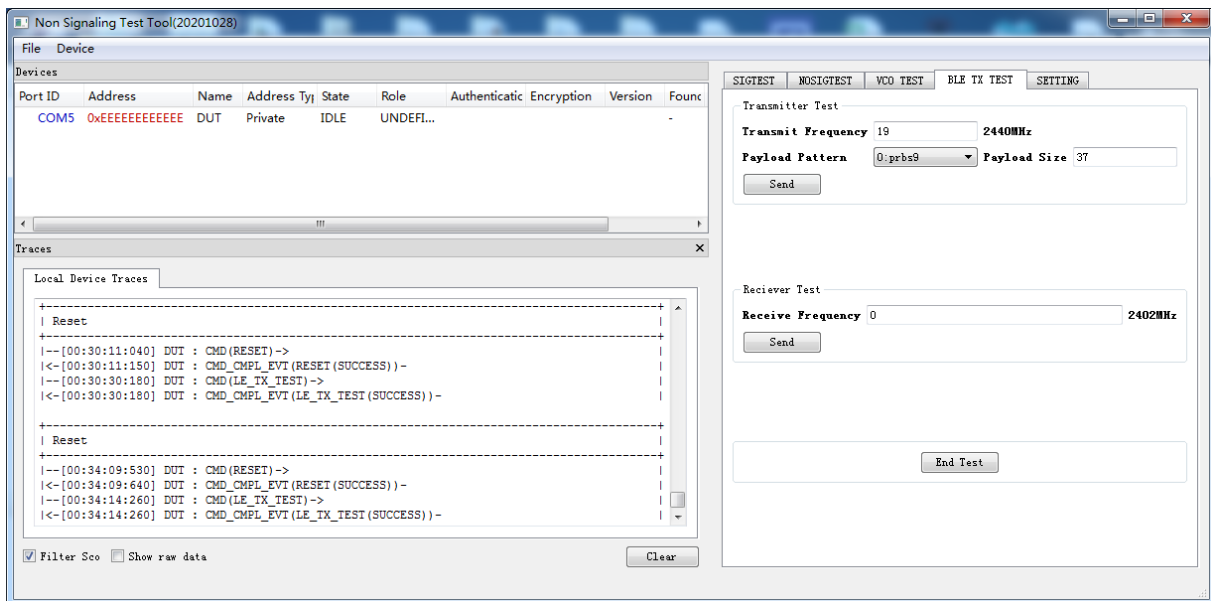 Non Signaling Test Tool(20201028)
File Device
Devices
Port ID Address Name Address Tyj State Role Authenticatic Encryption Version Founc
COM5 0xEEEEEEEEEEEE DUT Private IDLE UNDEFI... -
Traces
Local Device Traces
+------------------------------------------------------------------------------+
| Reset |
+------------------------------------------------------------------------------+
|--[00:30:11:040] DUT : CMD(RESET)-> |
|<-[00:30:11:150] DUT : CMD_CMPL_EVT(RESET(SUCCESS))- |
|--[00:30:30:180] DUT : CMD(LE_TX_TEST)-> |
|<-[00:30:30:180] DUT : CMD_CMPL_EVT(LE_TX_TEST(SUCCESS))- |
+------------------------------------------------------------------------------+
| Reset |
+------------------------------------------------------------------------------+
|--[00:34:09:530] DUT : CMD(RESET)-> |
|<-[00:34:09:640] DUT : CMD_CMPL_EVT(RESET(SUCCESS))- |
|--[00:34:14:260] DUT : CMD(LE_TX_TEST)-> |
|<-[00:34:14:260] DUT : CMD_CMPL_EVT(LE_TX_TEST(SUCCESS))- |
Filter Sco Show raw data Clear
SIGTEST NOSIGTEST VCO TEST BLE TX TEST SETTING
Transmitter Test
Transmit Frequency 19 2440MHz
Payload Pattern 0:prbs9 Payload Size 37
Send
Reciever Test
Receive Frequency 0 2402MHz
Send
End Test